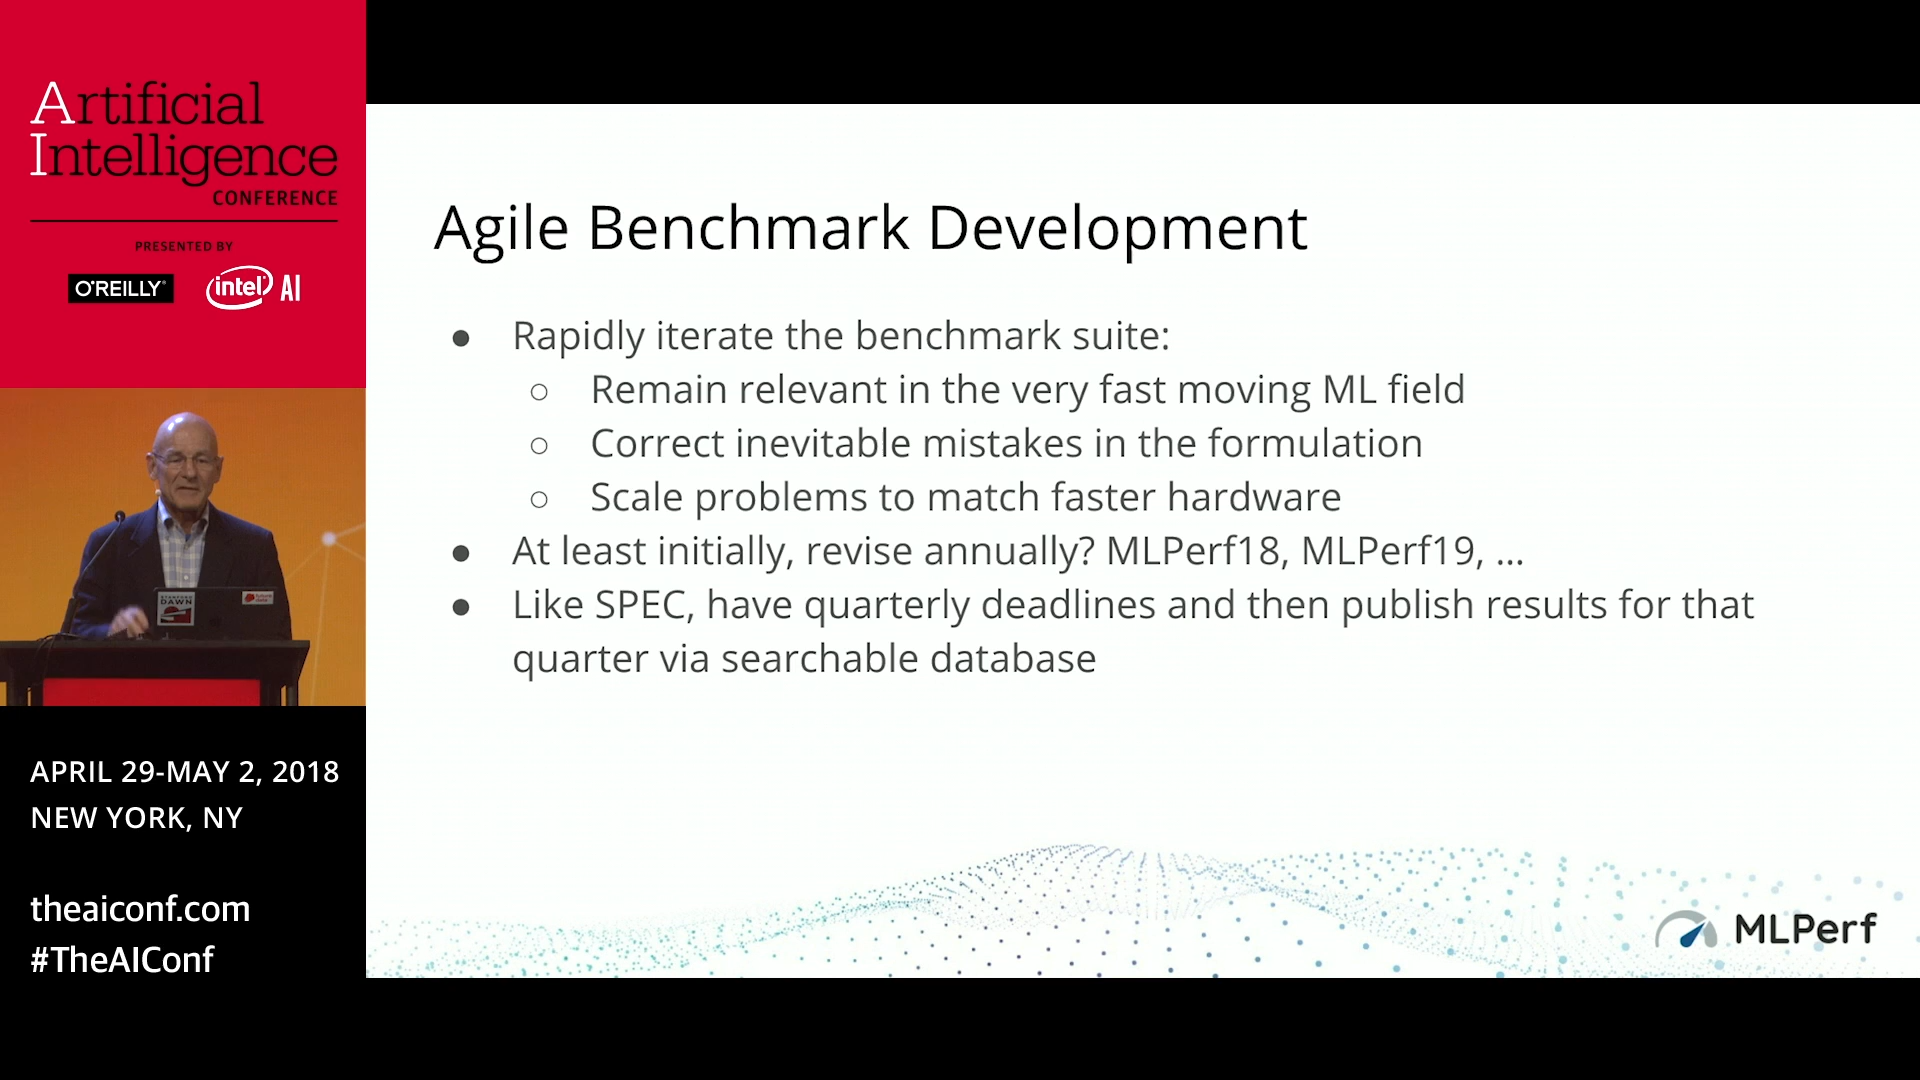 Artificial
Intelligence
CONFERENCE
PRESENTED BY
O'REILLY®
intel® AI
STANFORD
DAWN
APRIL 29-MAY 2, 2018
NEW YORK, NY
theaiconf.com
#TheAIConf
Agile Benchmark Development
● Rapidly iterate the benchmark suite:
○ Remain relevant in the very fast moving ML field
○ Correct inevitable mistakes in the formulation
○ Scale problems to match faster hardware
● At least initially, revise annually? MLPerf18, MLPerf19, ...
● Like SPEC, have quarterly deadlines and then publish results for that
quarter via searchable database
MLPerf